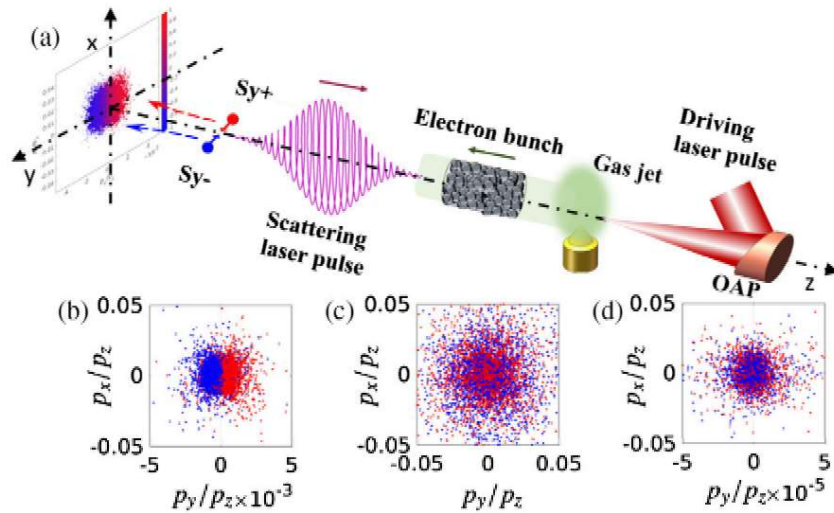 (a)
x
Sy+
Sy-
y
Scattering
laser pulse
Electron bunch
Gas jet
Driving
laser pulse
OAP
z
(b)
(c)
(d)
0.05
0.05
0.05
p_x/p_z
p_x/p_z
p_x/p_z
0
0
0
-0.05
-0.05
-0.05
-5 0 5
-0.05 0 0.05
-5 0 5
p_y/p_z×10^-3
p_y/p_z
p_y/p_z×10^-5